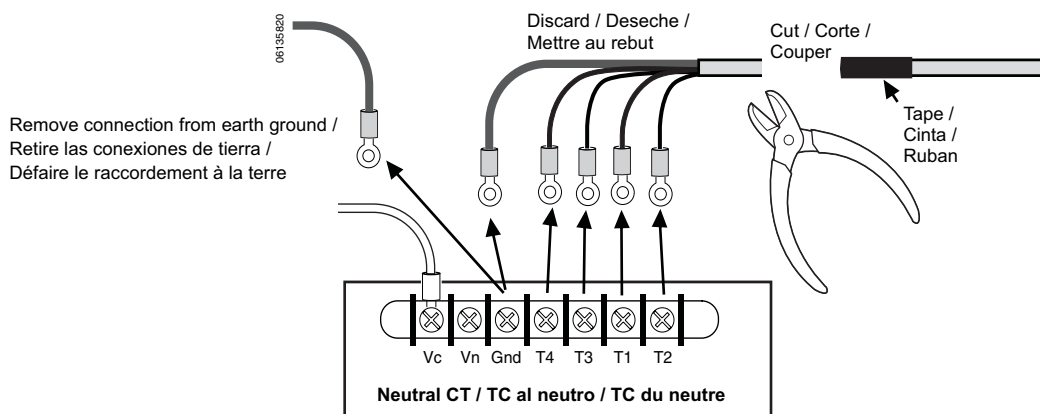 06135820
Discard / Deseche /
Mettre au rebut
Cut / Corte /
Couper
Remove connection from earth ground /
Retire las conexiones de tierra /
Défaire le raccordement à la terre
Tape /
Cinta /
Ruban
Vc Vn Gnd T4 T3 T1 T2
Neutral CT / TC al neutro / TC du neutre